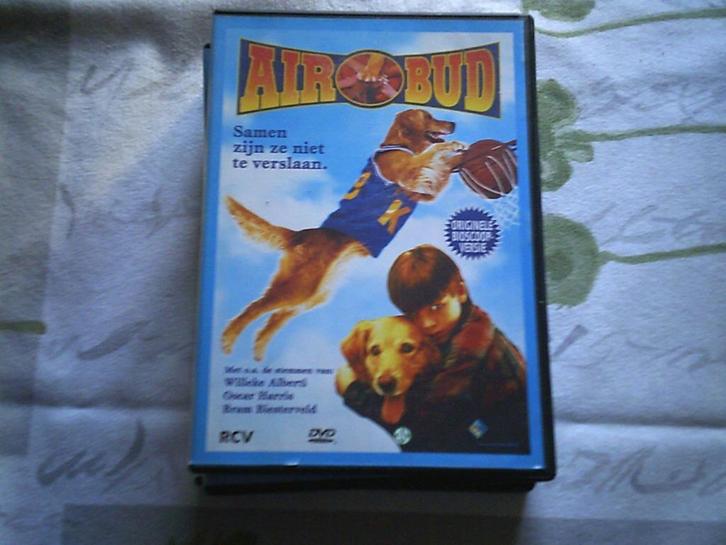 AIR BUD
Samen
zijn ze niet
te verslaan.
B K
ORIGINELE
BIOSCOOP-
VERSIE
Met o.a. de stemmen van:
Willeke Alberti
Oscar Harris
Bram Biesterveld
RCV
DVD